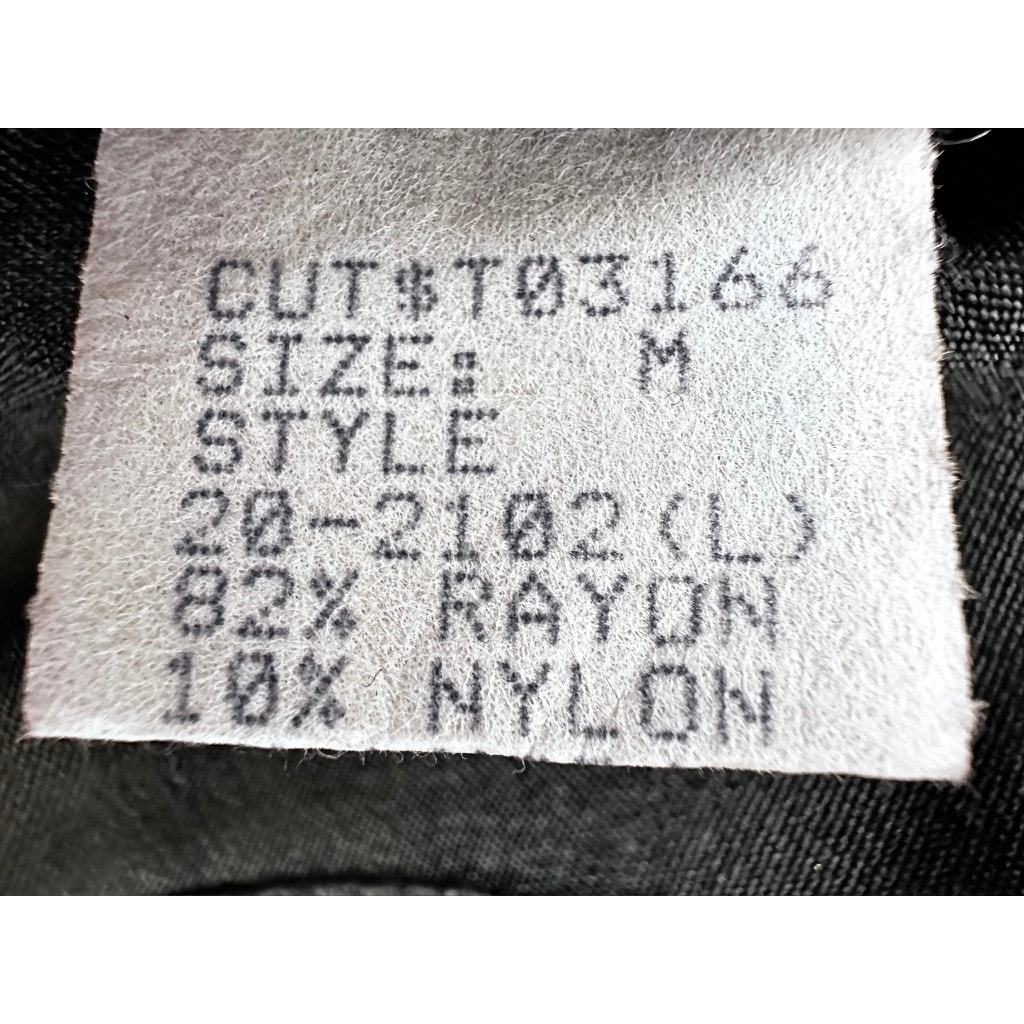 CUT$T03166
SIZE: M
STYLE
20-2102(L)
82% RAYON
10% NYLON